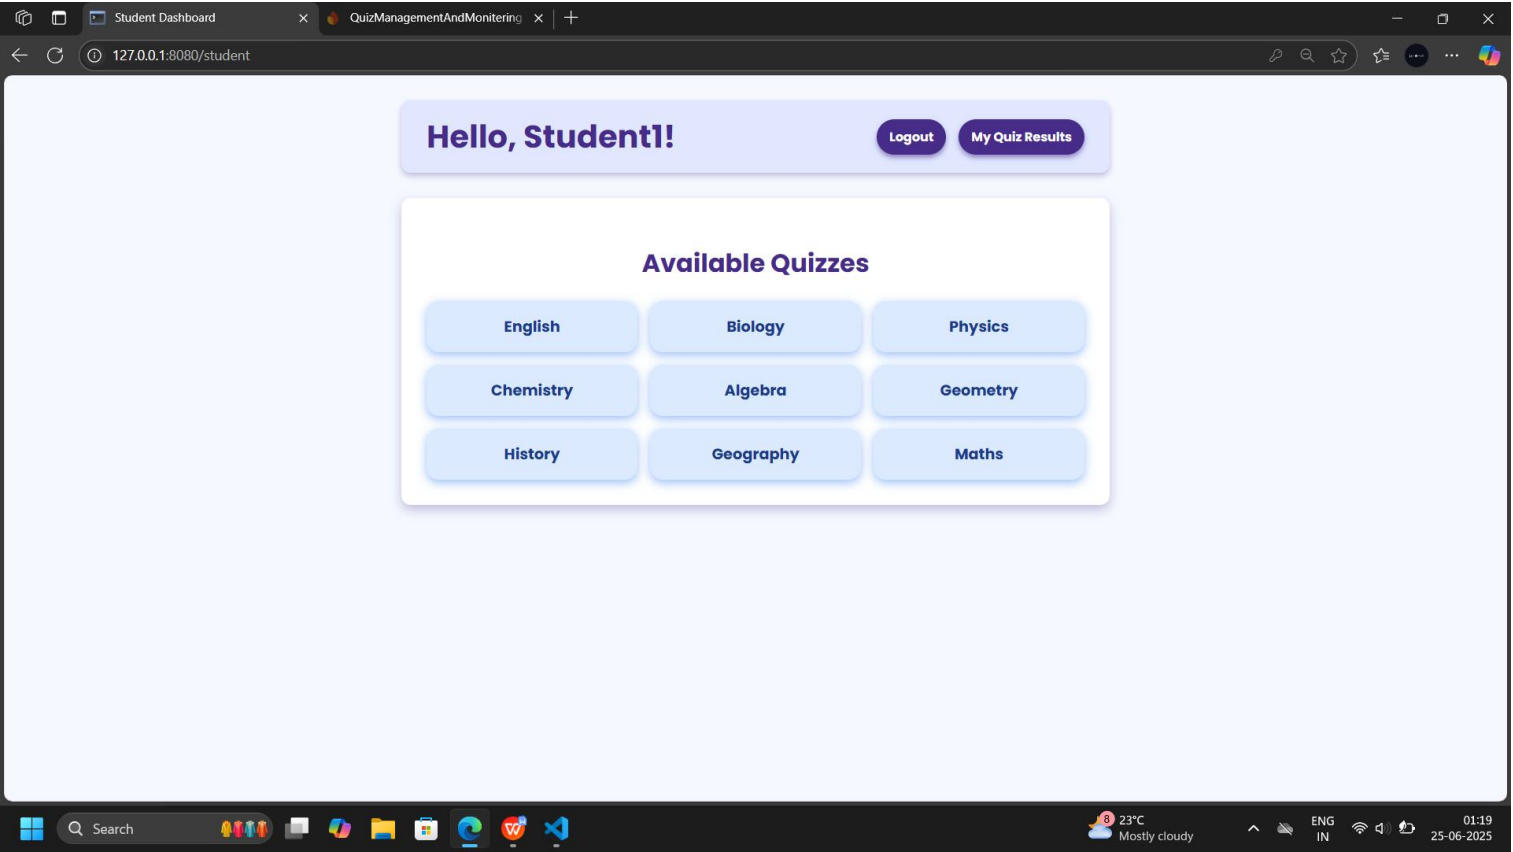 Student Dashboard
QuizManagementAndMonitering
127.0.0.1:8080/student
Hello, Student1!
Logout
My Quiz Results
Available Quizzes
English
Biology
Physics
Chemistry
Algebra
Geometry
History
Geography
Maths
Search
8
23°C
Mostly cloudy
ENG
IN
01:19
25-06-2025